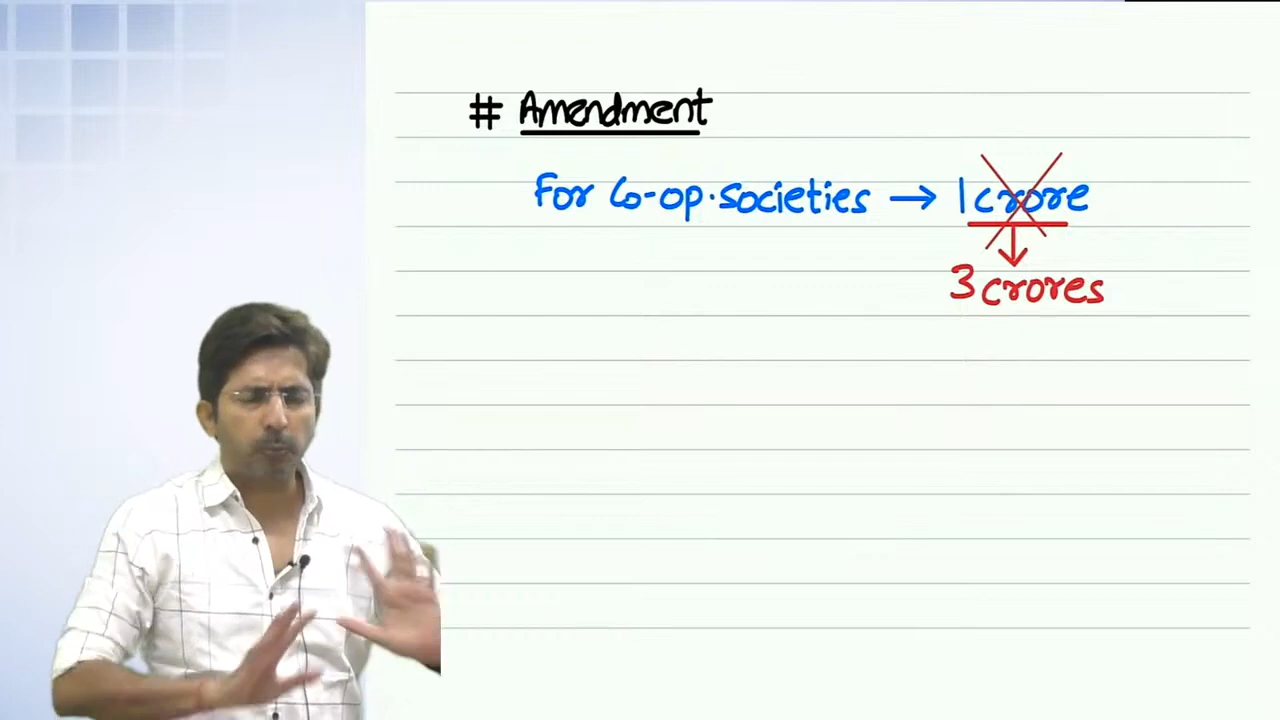 # Amendment
For Co-op. societies → 1 crore
↓
3 crores